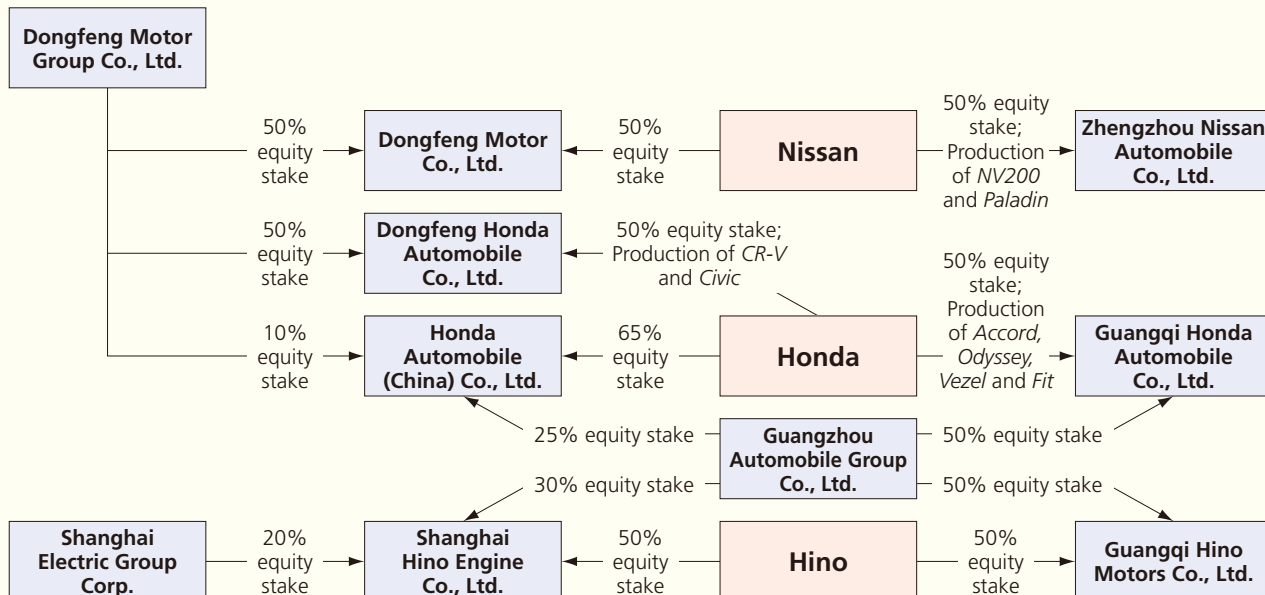 Dongfeng Motor
Group Co., Ltd.
50%
equity
stake
Dongfeng Motor
Co., Ltd.
50%
equity
stake
Nissan
50% equity
stake;
Production
of NV200
and Paladin
Zhengzhou Nissan
Automobile
Co., Ltd.
50%
equity
stake
Dongfeng Honda
Automobile
Co., Ltd.
50% equity stake;
Production of CR-V
and Civic
10%
equity
stake
Honda
Automobile
(China) Co., Ltd.
65%
equity
stake
Honda
50% equity
stake;
Production
of Accord,
Odyssey,
Vezel and Fit
Guangqi Honda
Automobile
Co., Ltd.
25% equity stake
Guangzhou
Automobile Group
Co., Ltd.
50% equity stake
30% equity stake
50% equity stake
Shanghai
Electric Group
Corp.
20%
equity
stake
Shanghai
Hino Engine
Co., Ltd.
50%
equity
stake
Hino
50%
equity
stake
Guangqi Hino
Motors Co., Ltd.